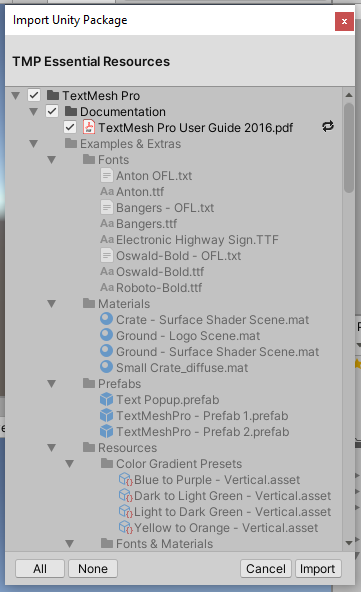 Import Unity Package
x
TMP Essential Resources
TextMesh Pro
Documentation
TextMesh Pro User Guide 2016.pdf
Examples & Extras
Fonts
Anton OFL.txt
Aa Anton.ttf
Bangers - OFL.txt
Aa Bangers.ttf
Aa Electronic Highway Sign.TTF
Oswald-Bold - OFL.txt
Aa Oswald-Bold.ttf
Aa Roboto-Bold.ttf
Materials
Crate - Surface Shader Scene.mat
Ground - Logo Scene.mat
Ground - Surface Shader Scene.mat
Small Crate_diffuse.mat
Prefabs
Text Popup.prefab
TextMeshPro - Prefab 1.prefab
TextMeshPro - Prefab 2.prefab
Resources
Color Gradient Presets
Blue to Purple - Vertical.asset
Dark to Light Green - Vertical.asset
Light to Dark Green - Vertical.asset
Yellow to Orange - Vertical.asset
Fonts & Materials
All None Cancel Import